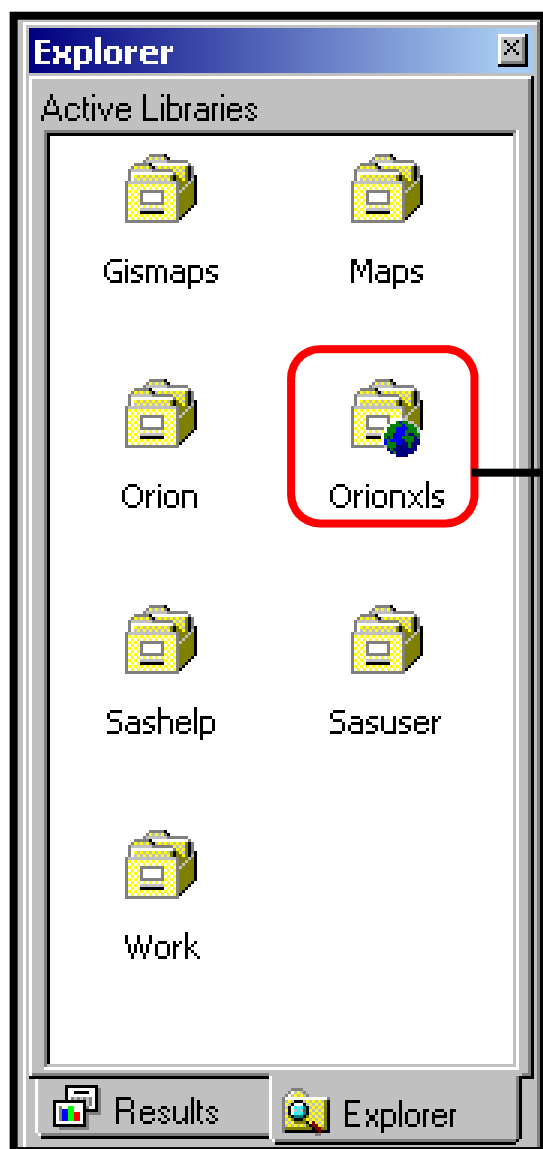 Explorer
Active Libraries
Gismaps Maps
Orion Orionxls
Sashelp Sasuser
Work
Results Explorer